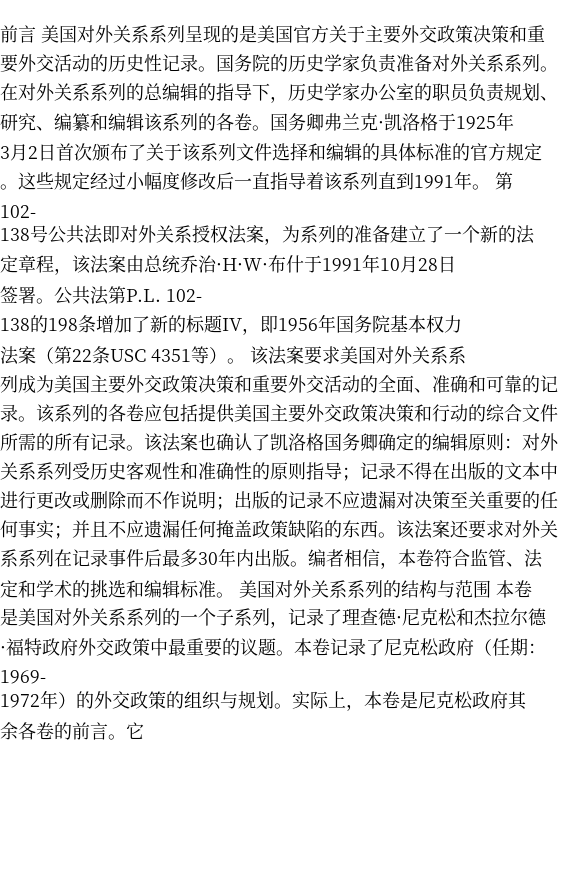 前言 美国对外关系系列呈现的是美国官方关于主要外交政策决策和重
要外交活动的历史性记录。国务院的历史学家负责准备对外关系系列。
在对外关系系列的总编辑的指导下，历史学家办公室的职员负责规划、
研究、编纂和编辑该系列的各卷。国务卿弗兰克·凯洛格于1925年
3月2日首次颁布了关于该系列文件选择和编辑的具体标准的官方规定
。这些规定经过小幅度修改后一直指导着该系列直到1991年。 第
102-
138号公共法即对外关系授权法案，为系列的准备建立了一个新的法
定章程，该法案由总统乔治·H·W·布什于1991年10月28日
签署。公共法第P.L. 102-
138的198条增加了新的标题IV，即1956年国务院基本权力
法案（第22条USC 4351等）。 该法案要求美国对外关系系
列成为美国主要外交政策决策和重要外交活动的全面、准确和可靠的记
录。该系列的各卷应包括提供美国主要外交政策决策和行动的综合文件
所需的所有记录。该法案也确认了凯洛格国务卿确定的编辑原则：对外
关系系列受历史客观性和准确性的原则指导；记录不得在出版的文本中
进行更改或删除而不作说明；出版的记录不应遗漏对决策至关重要的任
何事实；并且不应遗漏任何掩盖政策缺陷的东西。该法案还要求对外关
系系列在记录事件后最多30年内出版。编者相信，本卷符合监管、法
定和学术的挑选和编辑标准。 美国对外关系系列的结构与范围 本卷
是美国对外关系系列的一个子系列，记录了理查德·尼克松和杰拉尔德
·福特政府外交政策中最重要的议题。本卷记录了尼克松政府（任期：
1969-
1972年）的外交政策的组织与规划。实际上，本卷是尼克松政府其
余各卷的前言。它